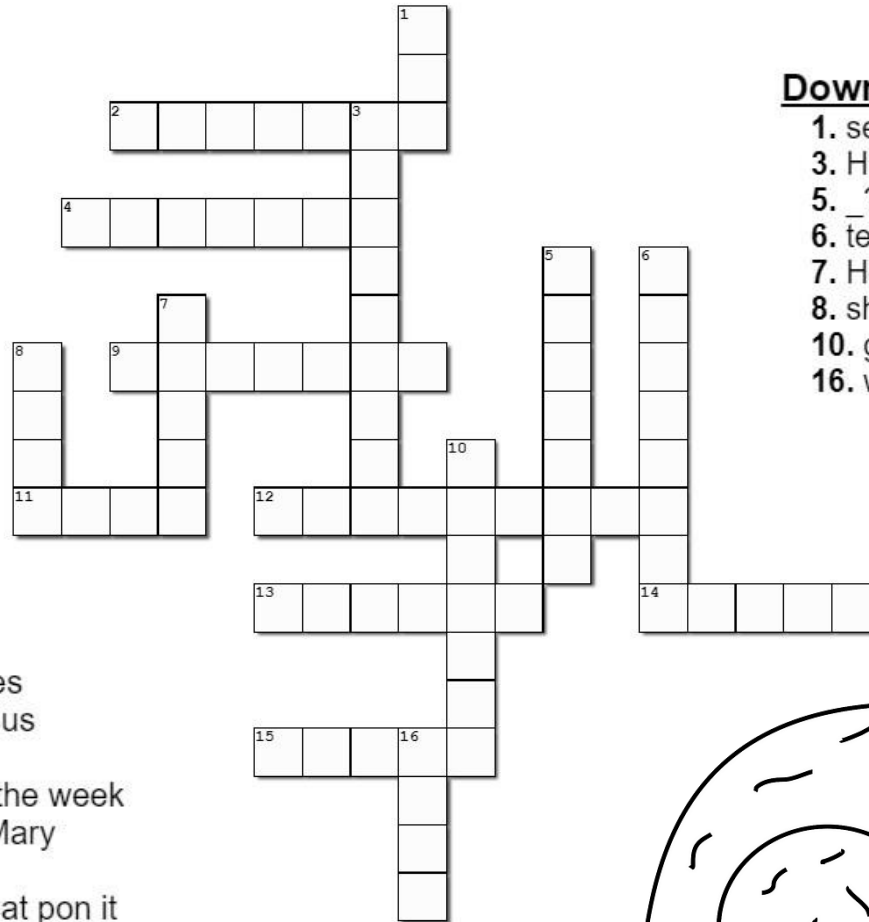 1
2 3
4
5 6
7
8 9
10
11 12
13 14
15 16
Down
1. se
3. H
5. _
6. te
7. H
8. sh
10. g
16.
es
us
the week
Mary
at pon it